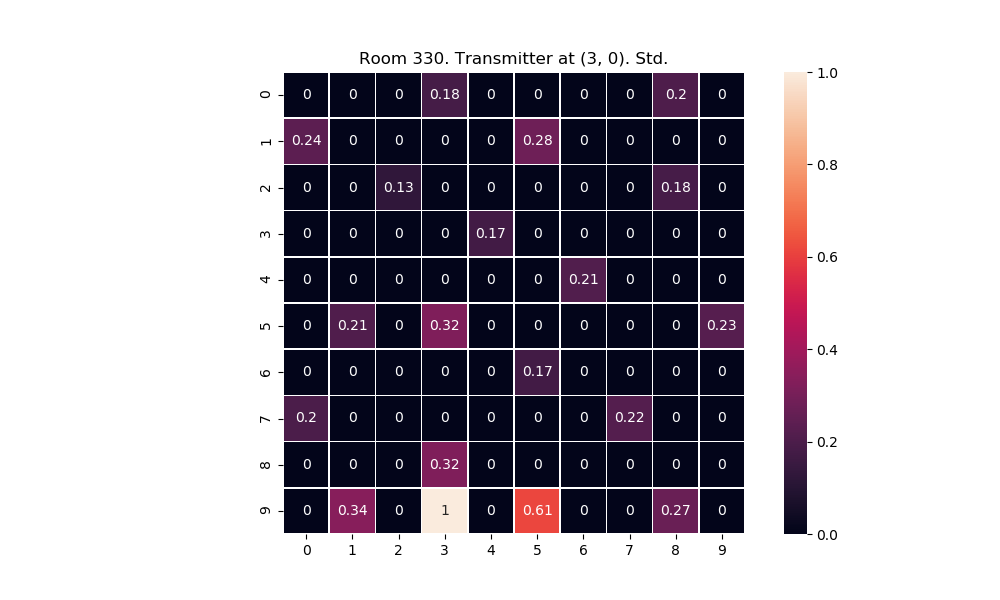 Room 330. Transmitter at (3, 0). Std.
0 0 0 0 0.18 0 0 0 0 0.2 0
1 0.24 0 0 0 0 0.28 0 0 0 0
2 0 0 0.13 0 0 0 0 0 0.18 0
3 0 0 0 0 0.17 0 0 0 0 0
4 0 0 0 0 0 0 0.21 0 0 0
5 0 0.21 0 0.32 0 0 0 0 0 0.23
6 0 0 0 0 0 0.17 0 0 0 0
7 0.2 0 0 0 0 0 0 0.22 0 0
8 0 0 0 0.32 0 0 0 0 0 0
9 0 0.34 0 1 0 0.61 0 0 0.27 0
0 1 2 3 4 5 6 7 8 9
1.0
0.8
0.6
0.4
0.2
0.0